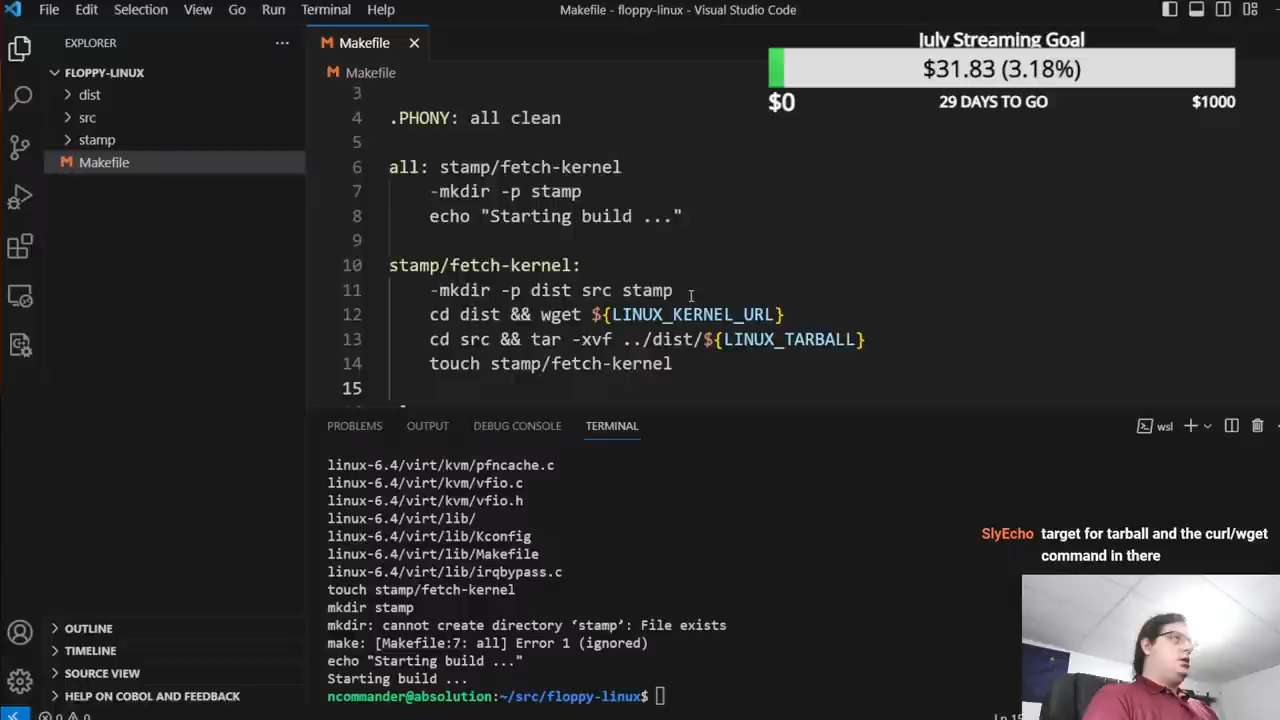 File Edit Selection View Go Run Terminal Help
Makefile - floppy-linux - Visual Studio Code
EXPLORER
FLOPPY-LINUX
dist
src
stamp
Makefile
OUTLINE
TIMELINE
SOURCE VIEW
HELP ON COBOL AND FEEDBACK
Makefile
Makefile
July Streaming Goal
$31.83 (3.18%)
$0 29 DAYS TO GO $1000
3
4 .PHONY: all clean
5
6 all: stamp/fetch-kernel
7 -mkdir -p stamp
8 echo "Starting build ..."
9
10 stamp/fetch-kernel:
11 -mkdir -p dist src stamp
12 cd dist && wget ${LINUX_KERNEL_URL}
13 cd src && tar -xvf ../dist/${LINUX_TARBALL}
14 touch stamp/fetch-kernel
15
PROBLEMS OUTPUT DEBUG CONSOLE TERMINAL
wsl
linux-6.4/virt/kvm/pfncache.c
linux-6.4/virt/kvm/vfio.c
linux-6.4/virt/kvm/vfio.h
linux-6.4/virt/lib/
linux-6.4/virt/lib/Kconfig
linux-6.4/virt/lib/Makefile
linux-6.4/virt/lib/irqbypass.c
touch stamp/fetch-kernel
mkdir stamp
mkdir: cannot create directory ‘stamp’: File exists
make: [Makefile:7: all] Error 1 (ignored)
echo "Starting build ..."
Starting build ...
ncommander@absolution:~/src/floppy-linux$
SlyEcho target for tarball and the curl/wget
command in there